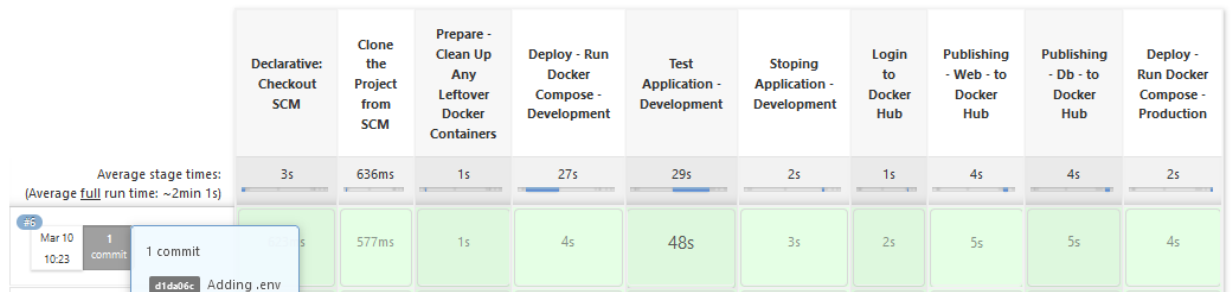 Declarative:
Checkout
SCM
Clone
the
Project
from
SCM
Prepare -
Clean Up
Any
Leftover
Docker
Containers
Deploy - Run
Docker
Compose -
Development
Test
Application -
Development
Stoping
Application -
Development
Login
to
Docker
Hub
Publishing
- Web - to
Docker
Hub
Publishing
- Db - to
Docker
Hub
Deploy -
Run Docker
Compose -
Production
Average stage times:
(Average full run time: ~2min 1s)
3s 636ms 1s 27s 29s 2s 1s 4s 4s 2s
#6
Mar 10
10:23
1
commit
577ms 1s 4s 48s 3s 2s 5s 5s 4s
1 commit
d1da06c Adding .env